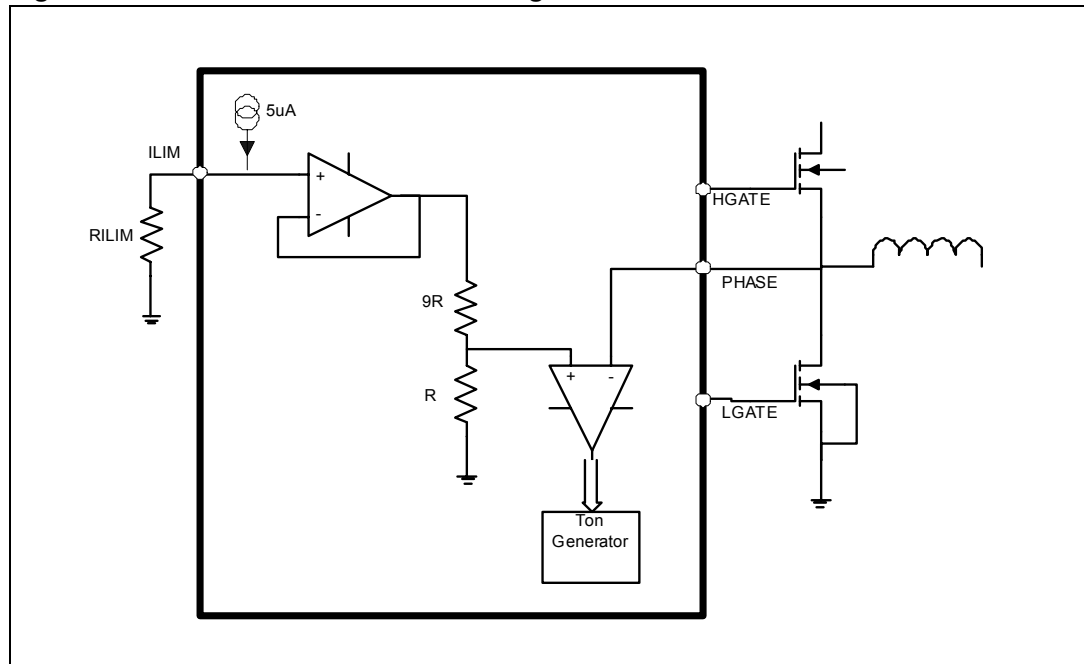 5uA
ILIM
+
-
RILIM
HGATE
PHASE
9R
+ -
R
LGATE
Ton
Generator